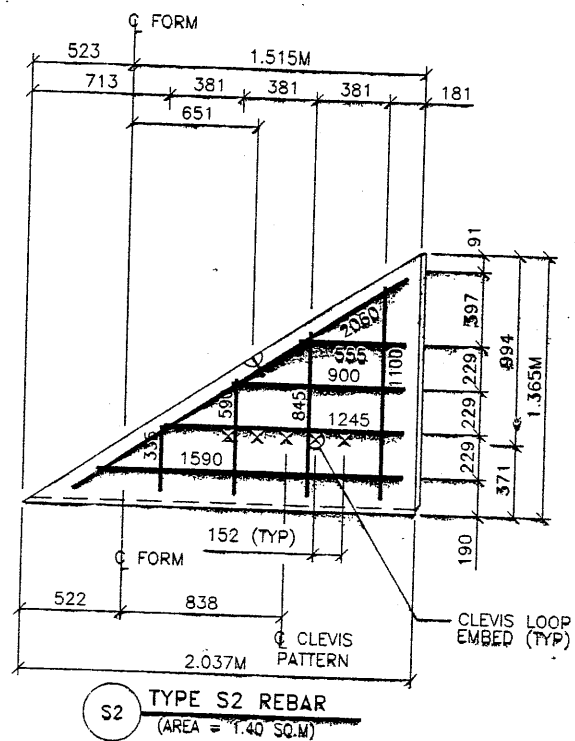 ℄ FORM
523
1.515M
713
381
381
381
181
651
91
397
994
1.365M
229
229
229
371
190
2060
555
900
1100
590
845
1245
335
1590
152 (TYP)
℄ FORM
522
838
℄ CLEVIS
PATTERN
CLEVIS LOOP
EMBED (TYP)
2.037M
S2
TYPE S2 REBAR
(AREA = 1.40 SQ.M)